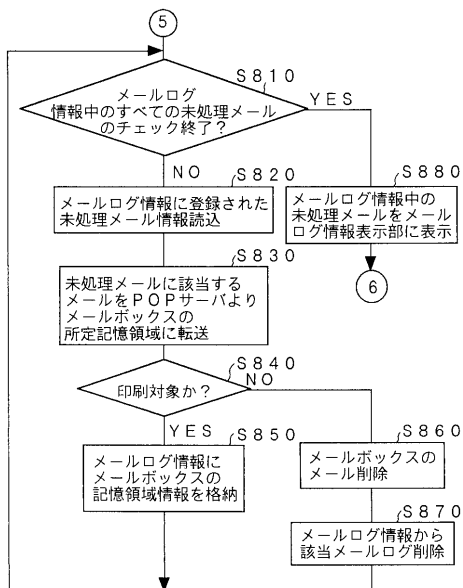 5
S810
メールログ
情報中のすべての未処理メール
のチェック終了?
YES
NO
S820
メールログ情報に登録された
未処理メール情報読込
S880
メールログ情報中の
未処理メールをメール
ログ情報表示部に表示
6
S830
未処理メールに該当する
メールをPOPサーバより
メールボックスの
所定記憶領域に転送
S840
印刷対象か?
NO
YES
S850
メールログ情報に
メールボックスの
記憶領域情報を格納
S860
メールボックスの
メール削除
S870
メールログ情報から
該当メールログ削除